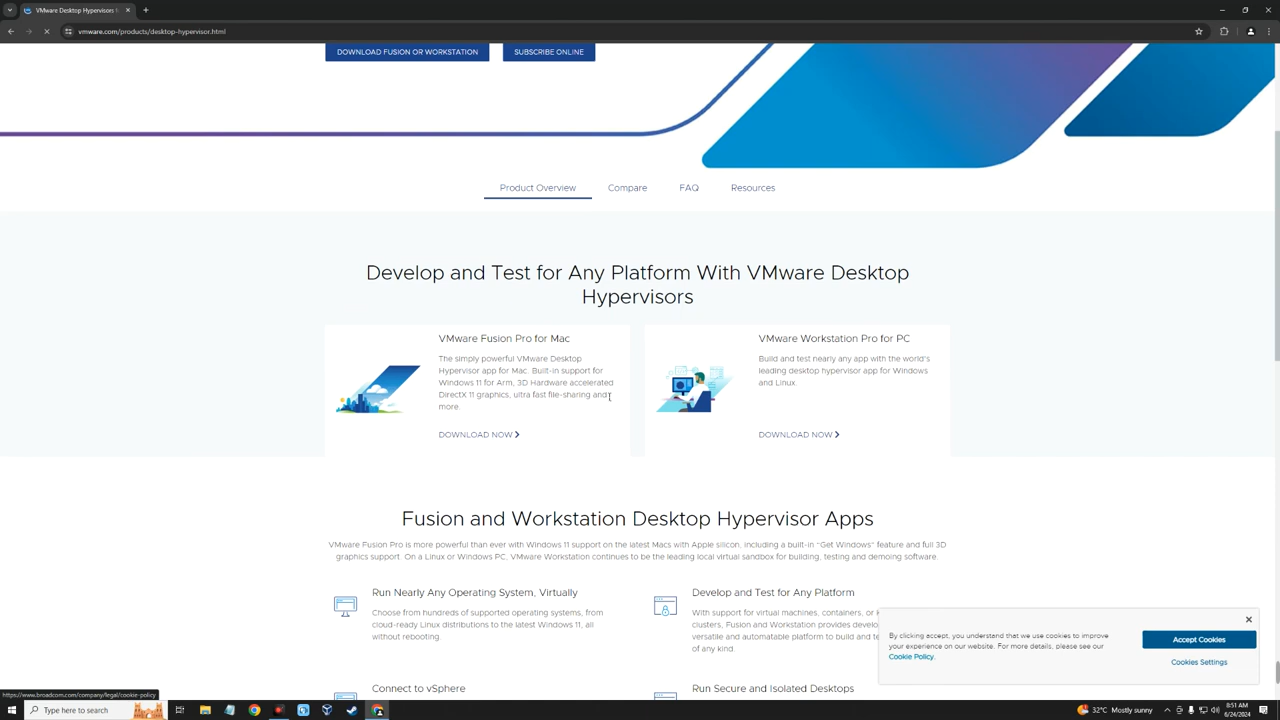 VMware Desktop Hypervisors f
vmware.com/products/desktop-hypervisor.html
DOWNLOAD FUSION OR WORKSTATION
SUBSCRIBE ONLINE
Product Overview
Compare
FAQ
Resources
Develop and Test for Any Platform With VMware Desktop
Hypervisors
VMware Fusion Pro for Mac
The simply powerful VMware Desktop
Hypervisor app for Mac. Built-in support for
Windows 11 for Arm, 3D Hardware accelerated
DirectX 11 graphics, ultra fast file-sharing and
more.
DOWNLOAD NOW
VMware Workstation Pro for PC
Build and test nearly any app with the world's
leading desktop hypervisor app for Windows
and Linux.
DOWNLOAD NOW
Fusion and Workstation Desktop Hypervisor Apps
VMware Fusion Pro is more powerful than ever with Windows 11 support on the latest Macs with Apple silicon, including a built-in “Get Windows” feature and full 3D
graphics support. On a Linux or Windows PC, VMware Workstation continues to be the leading local virtual sandbox for building, testing and demoing software.
Run Nearly Any Operating System, Virtually
Choose from hundreds of supported operating systems, from
cloud-ready Linux distributions to the latest Windows 11, all
without rebooting.
Develop and Test for Any Platform
With support for virtual machines, containers, or
clusters, Fusion and Workstation provides
versatile and automatable platform to build and
of any kind.
Connect to vSphere
Run Secure and Isolated Desktops
By clicking accept, you understand that we use cookies to improve
your experience on our website. For more details, please see our
Cookie Policy.
Accept Cookies
Cookies Settings
https://www.broadcom.com/company/legal/cookie-policy
Type here to search
32°C Mostly sunny
8:51 AM
6/24/2024